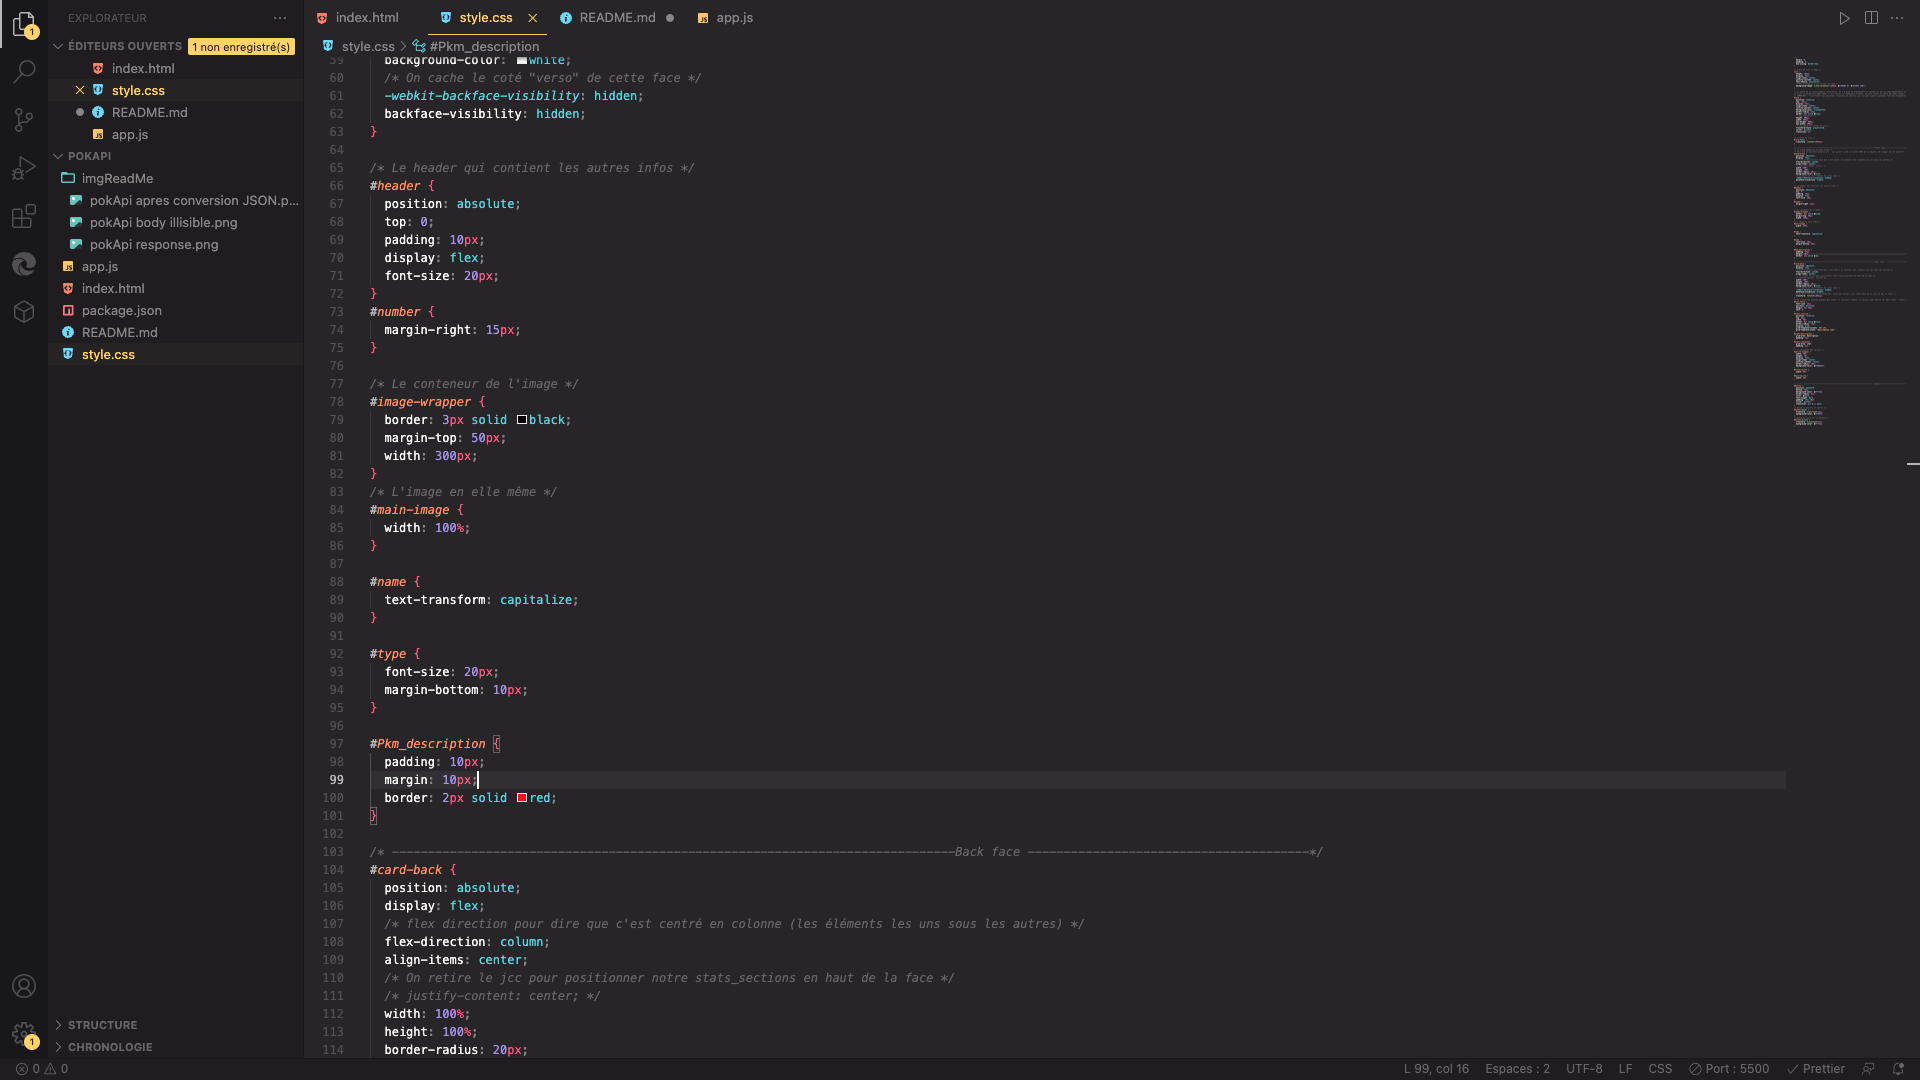 EXPLORATEUR
ÉDITEURS OUVERTS 1 non enregistré(s)
index.html
style.css
README.md
app.js
POKAPI
imgReadMe
pokApi apres conversion JSON.p...
pokApi body illisible.png
pokApi response.png
app.js
index.html
package.json
README.md
style.css
STRUCTURE
CHRONOLOGIE
1
1
index.html style.css README.md app.js
style.css > #Pkm_description
59 background-color: white;
60 /* On cache le coté "verso" de cette face */
61 -webkit-backface-visibility: hidden;
62 backface-visibility: hidden;
63 }
64
65 /* Le header qui contient les autres infos */
66 #header {
67 position: absolute;
68 top: 0;
69 padding: 10px;
70 display: flex;
71 font-size: 20px;
72 }
73 #number {
74 margin-right: 15px;
75 }
76
77 /* Le conteneur de l'image */
78 #image-wrapper {
79 border: 3px solid black;
80 margin-top: 50px;
81 width: 300px;
82 }
83 /* L'image en elle même */
84 #main-image {
85 width: 100%;
86 }
87
88 #name {
89 text-transform: capitalize;
90 }
91
92 #type {
93 font-size: 20px;
94 margin-bottom: 10px;
95 }
96
97 #Pkm_description {
98 padding: 10px;
99 margin: 10px;
100 border: 2px solid red;
101 }
102
103 /* ------------------------------------------------------------------------------Back face ---------------------------------------*/
104 #card-back {
105 position: absolute;
106 display: flex;
107 /* flex direction pour dire que c'est centré en colonne (les éléments les uns sous les autres) */
108 flex-direction: column;
109 align-items: center;
110 /* On retire le jcc pour positionner notre stats_sections en haut de la face */
111 /* justify-content: center; */
112 width: 100%;
113 height: 100%;
114 border-radius: 20px;
0 0 L 99, col 16 Espaces : 2 UTF-8 LF CSS Port : 5500 Prettier